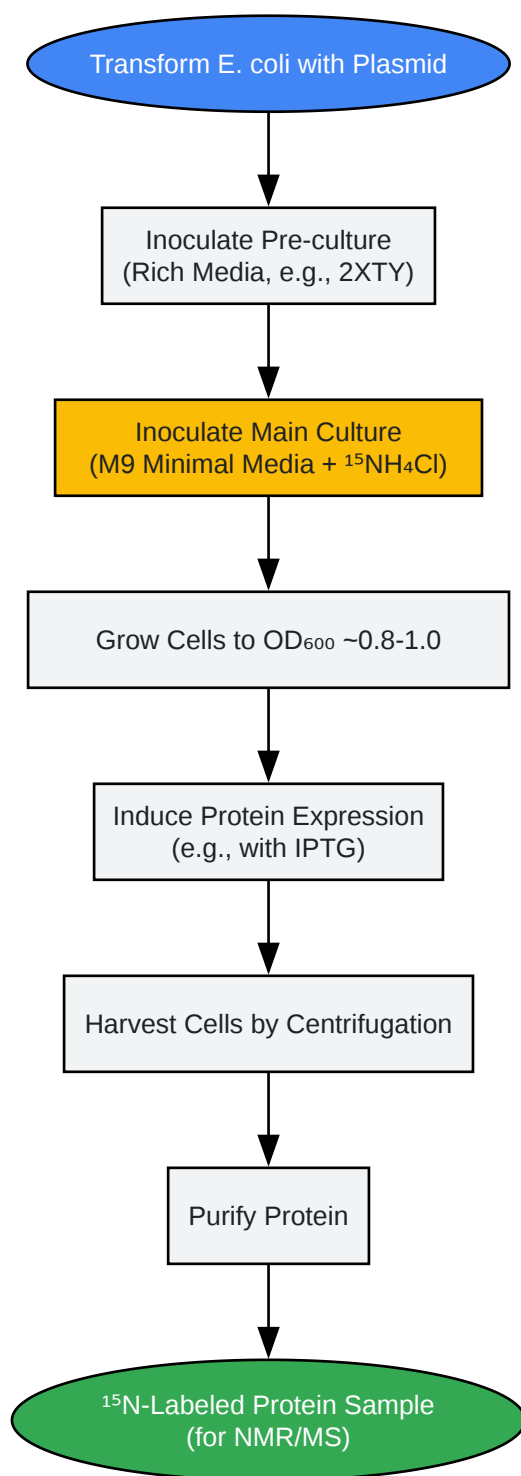 Transform E. coli with Plasmid
Inoculate Pre-culture
(Rich Media, e.g., 2XTY)
Inoculate Main Culture
(M9 Minimal Media + ¹⁵NH₄Cl)
Grow Cells to OD₆₀₀ ~0.8-1.0
Induce Protein Expression
(e.g., with IPTG)
Harvest Cells by Centrifugation
Purify Protein
¹⁵N-Labeled Protein Sample
(for NMR/MS)